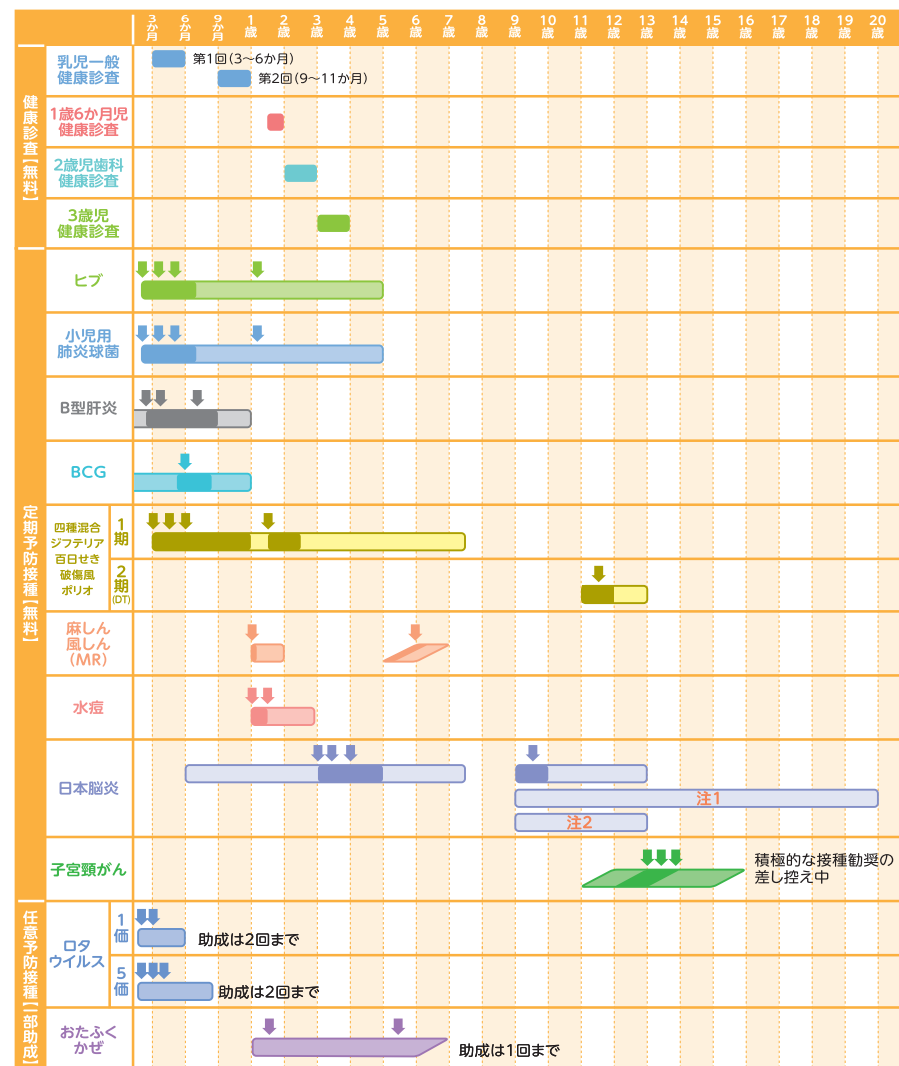 3か月
6か月
9か月
1歳
2歳
3歳
4歳
5歳
6歳
7歳
8歳
9歳
10歳
11歳
12歳
13歳
14歳
15歳
16歳
17歳
18歳
19歳
20歳
健康診査【無料】
乳児一般
健康診査
第1回(3〜6か月)
第2回(9〜11か月)
1歳6か月児
健康診査
2歳児歯科
健康診査
3歳児
健康診査
定期予防接種【無料】
ヒブ
小児用
肺炎球菌
B型肝炎
BCG
四種混合
ジフテリア
百日せき
破傷風
ポリオ
1期
2期
(DT)
麻しん
風しん
(MR)
水痘
日本脳炎
注1
注2
子宮頸がん
積極的な接種勧奨の
差し控え中
任意予防接種【一部助成】
ロタ
ウイルス
1価
助成は2回まで
5価
助成は2回まで
おたふく
かぜ
助成は1回まで